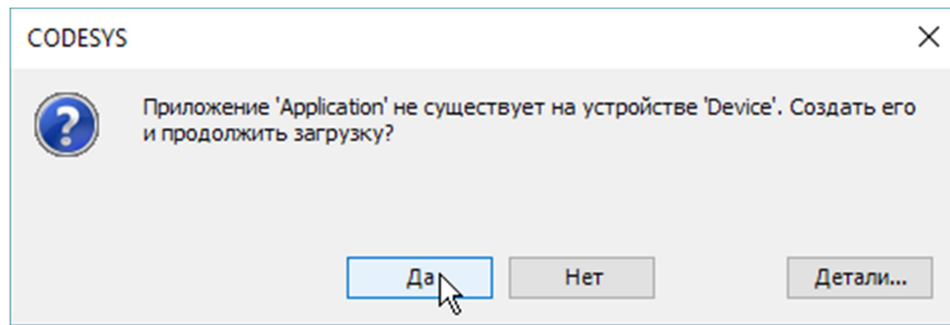 CODESYS
Приложение 'Application' не существует на устройстве 'Device'. Создать его
и продолжить загрузку?
Да
Нет
Детали...